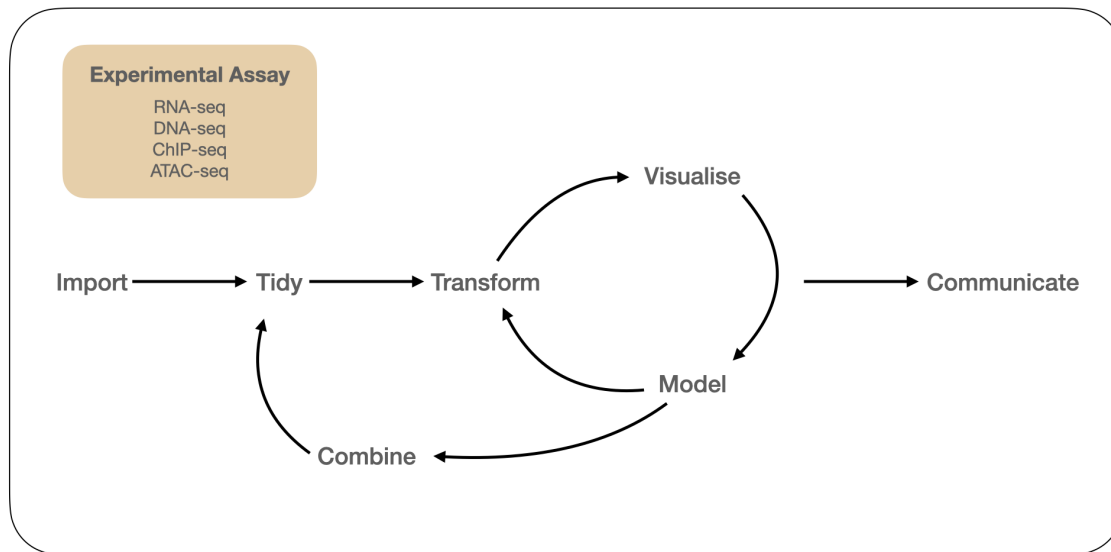 Experimental Assay
RNA-seq
DNA-seq
ChIP-seq
ATAC-seq
Visualise
Import
Tidy
Transform
Communicate
Model
Combine